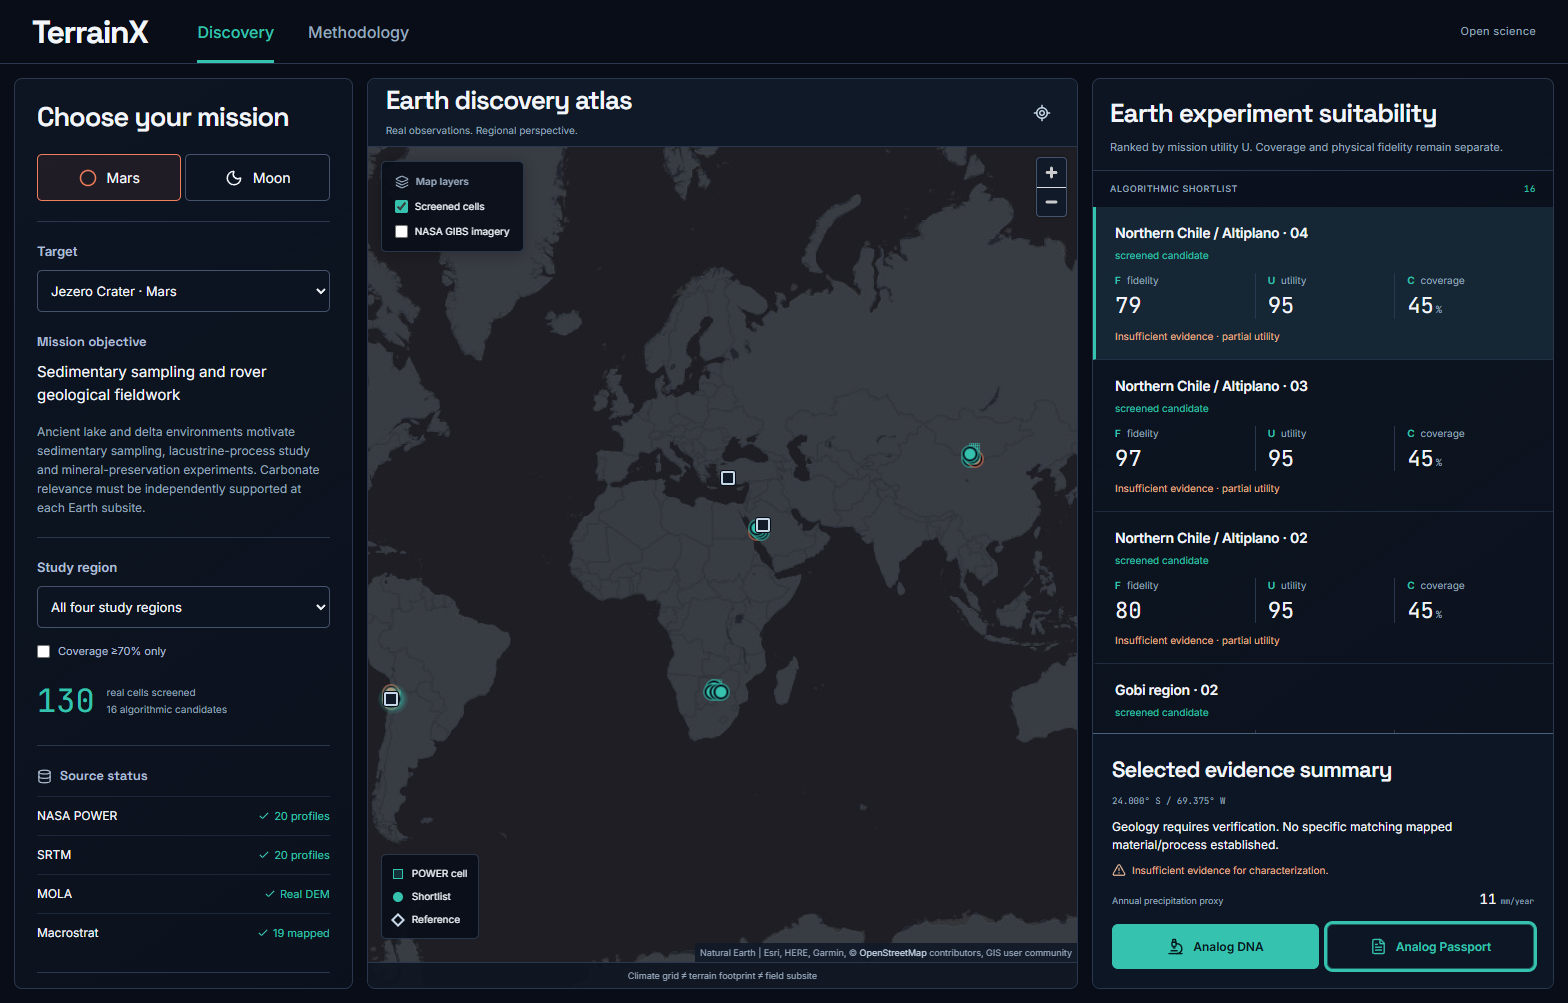 TerrainX
Discovery
Methodology
Open science
Choose your mission
Mars
Moon
Target
Jezero Crater · Mars
Mission objective
Sedimentary sampling and rover
geological fieldwork
Ancient lake and delta environments motivate
sedimentary sampling, lacustrine-process study
and mineral-preservation experiments. Carbonate
relevance must be independently supported at
each Earth subsite.
Study region
All four study regions
Coverage ≥70% only
130
real cells screened
16 algorithmic candidates
Source status
NASA POWER
20 profiles
SRTM
20 profiles
MOLA
Real DEM
Macrostrat
19 mapped
Earth discovery atlas
Real observations. Regional perspective.
Map layers
Screened cells
NASA GIBS imagery
+
−
POWER cell
Shortlist
Reference
Natural Earth | Esri, HERE, Garmin, © OpenStreetMap contributors, GIS user community
Climate grid ≠ terrain footprint ≠ field subsite
Earth experiment suitability
Ranked by mission utility U. Coverage and physical fidelity remain separate.
ALGORITHMIC SHORTLIST
16
Northern Chile / Altiplano · 04
screened candidate
F fidelity
U utility
C coverage
79
95
45%
Insufficient evidence · partial utility
Northern Chile / Altiplano · 03
screened candidate
F fidelity
U utility
C coverage
97
95
45%
Insufficient evidence · partial utility
Northern Chile / Altiplano · 02
screened candidate
F fidelity
U utility
C coverage
80
95
45%
Insufficient evidence · partial utility
Gobi region · 02
screened candidate
Selected evidence summary
24.000° S / 69.375° W
Geology requires verification. No specific matching mapped
material/process established.
Insufficient evidence for characterization.
Annual precipitation proxy
11 mm/year
Analog DNA
Analog Passport